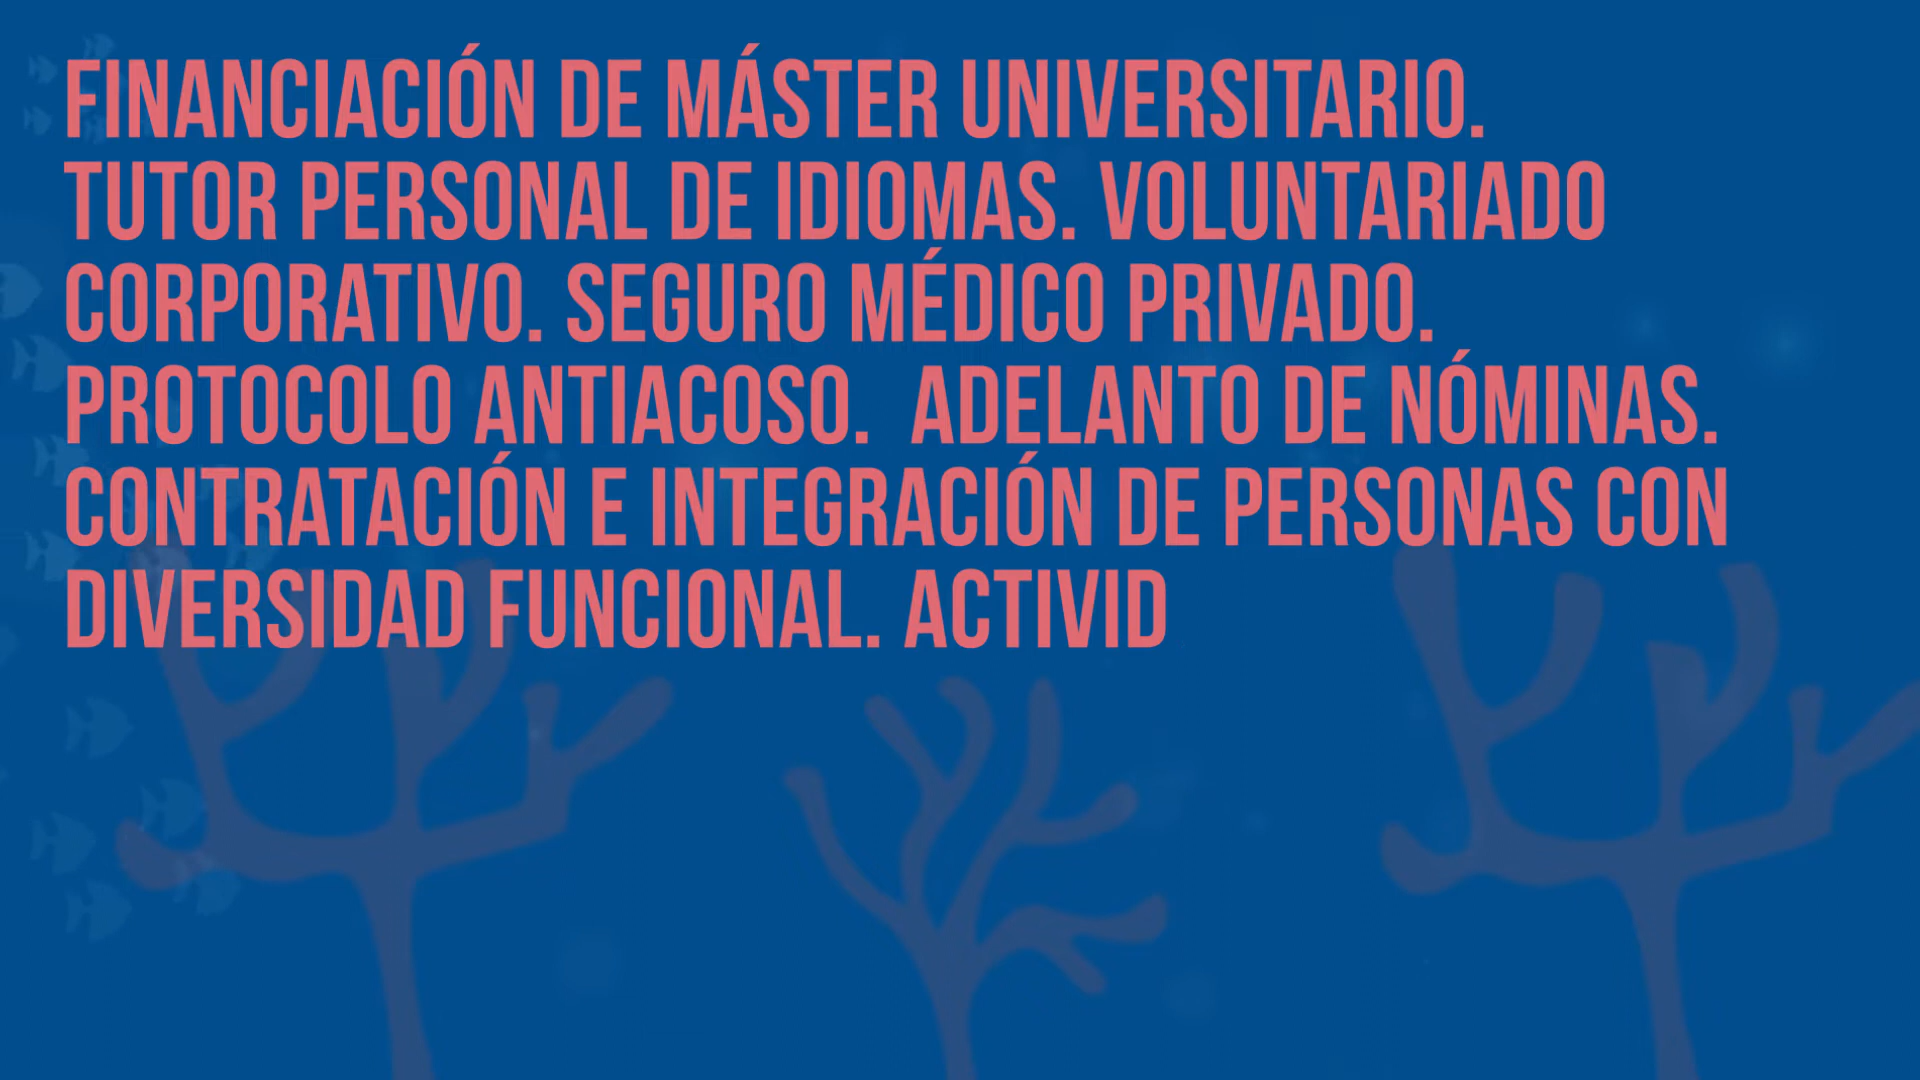 FINANCIACIÓN DE MÁSTER UNIVERSITARIO.
TUTOR PERSONAL DE IDIOMAS. VOLUNTARIADO
CORPORATIVO. SEGURO MÉDICO PRIVADO.
PROTOCOLO ANTIACOSO.  ADELANTO DE NÓMINAS.
CONTRATACIÓN E INTEGRACIÓN DE PERSONAS CON
DIVERSIDAD FUNCIONAL. ACTIVID